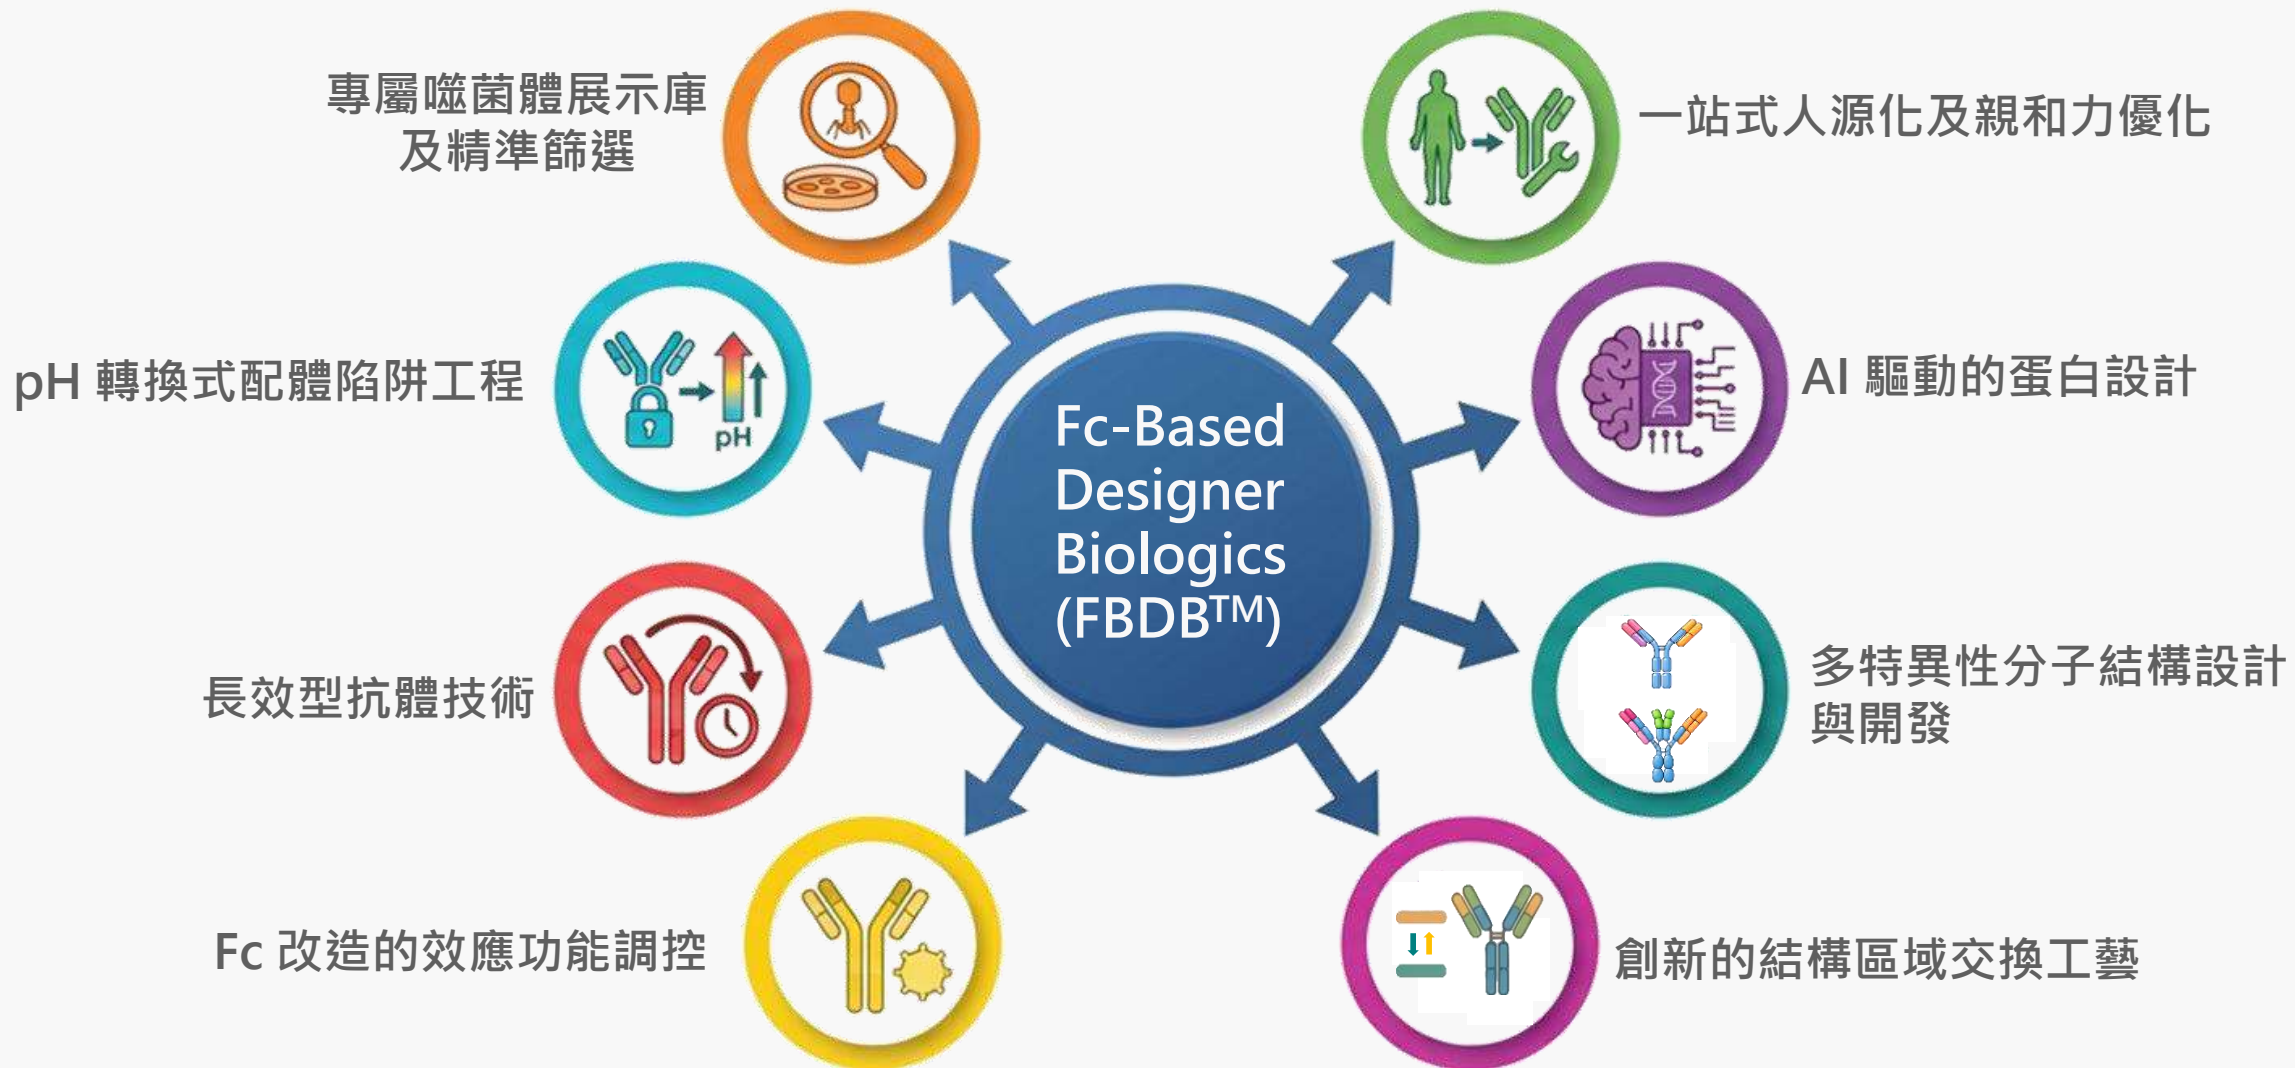 專屬噬菌體展示庫
及精準篩選
一站式人源化及親和力優化
pH 轉換式配體陷阱工程
pH
AI 驅動的蛋白設計
Fc-Based
Designer
Biologics
(FBDB™)
長效型抗體技術
多特異性分子結構設計
與開發
Fc 改造的效應功能調控
創新的結構區域交換工藝